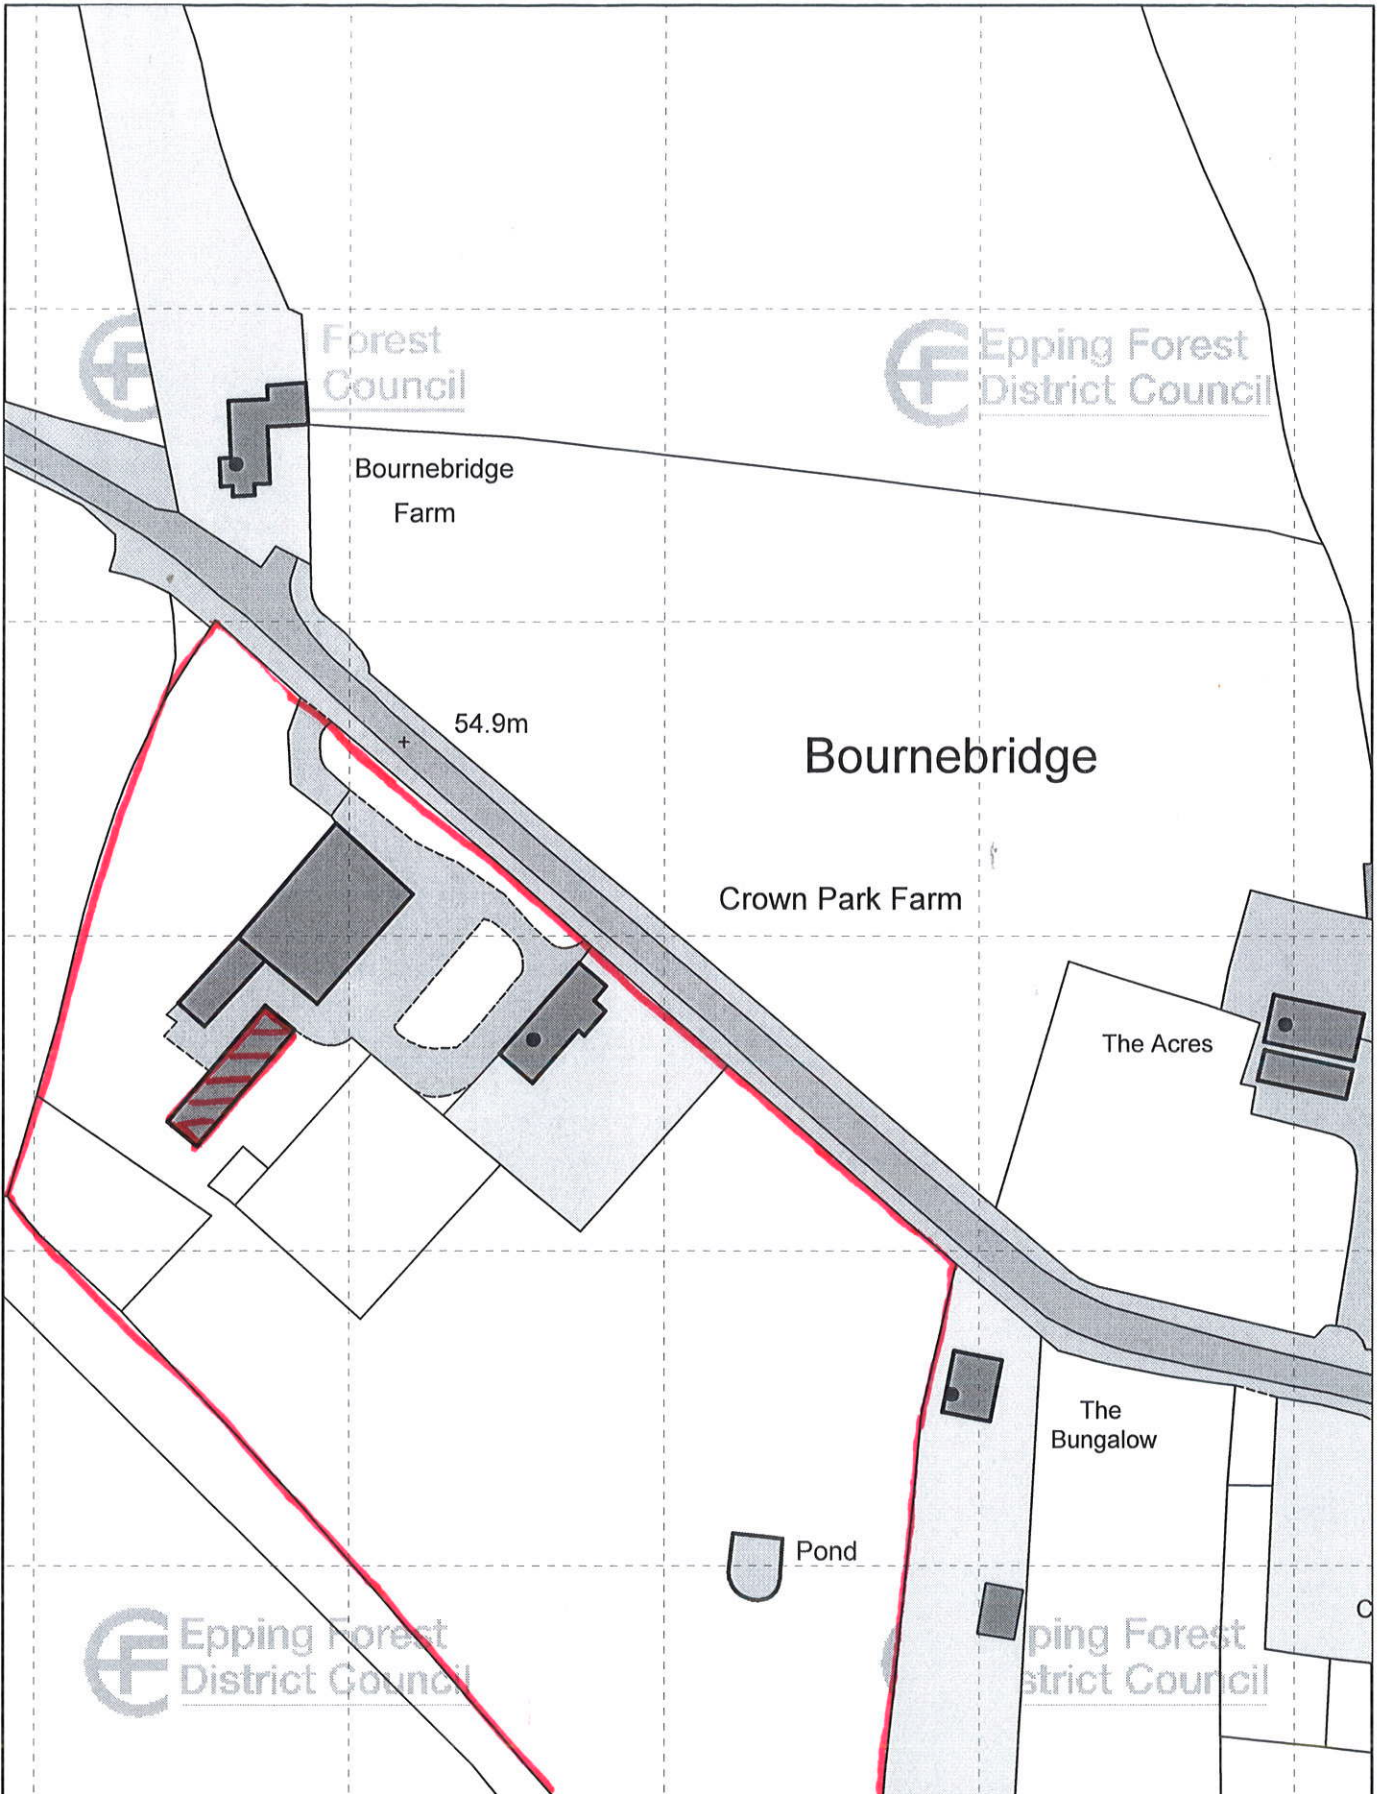 Forest
Council
Epping Forest
District Council
Bournebridge
Farm
54.9m
Bournebridge
Crown Park Farm
The Acres
The
Bungalow
Pond
C
Epping Forest
District Council
ping Forest
strict Council